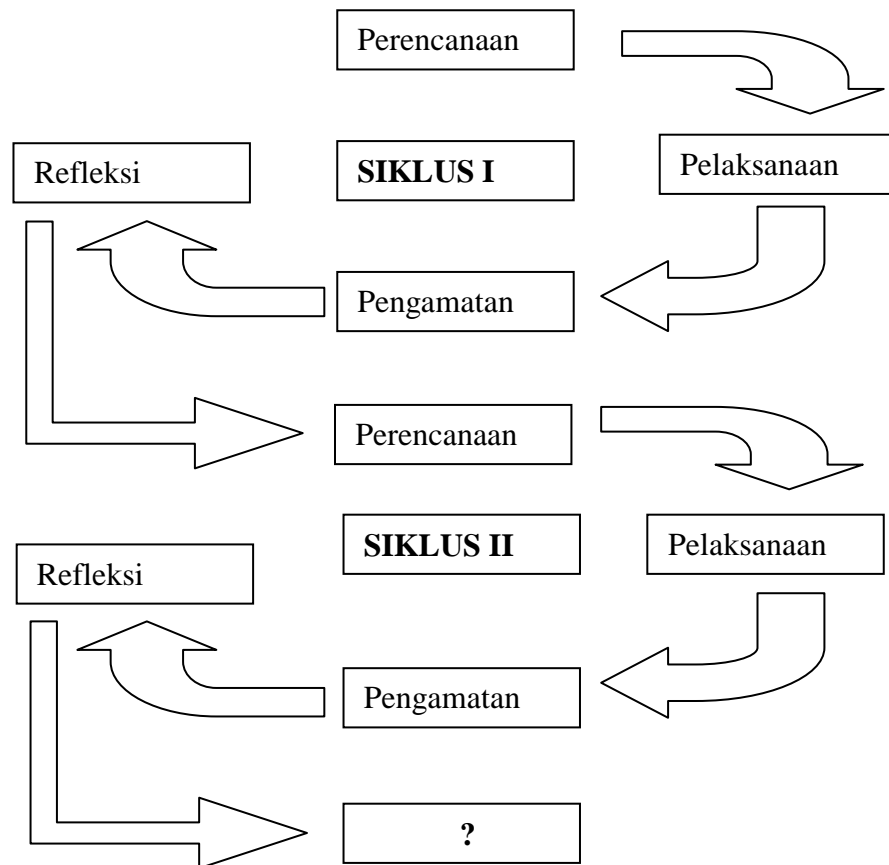 Perencanaan
Refleksi
SIKLUS I
Pelaksanaan
Pengamatan
Perencanaan
Refleksi
SIKLUS II
Pelaksanaan
Pengamatan
?